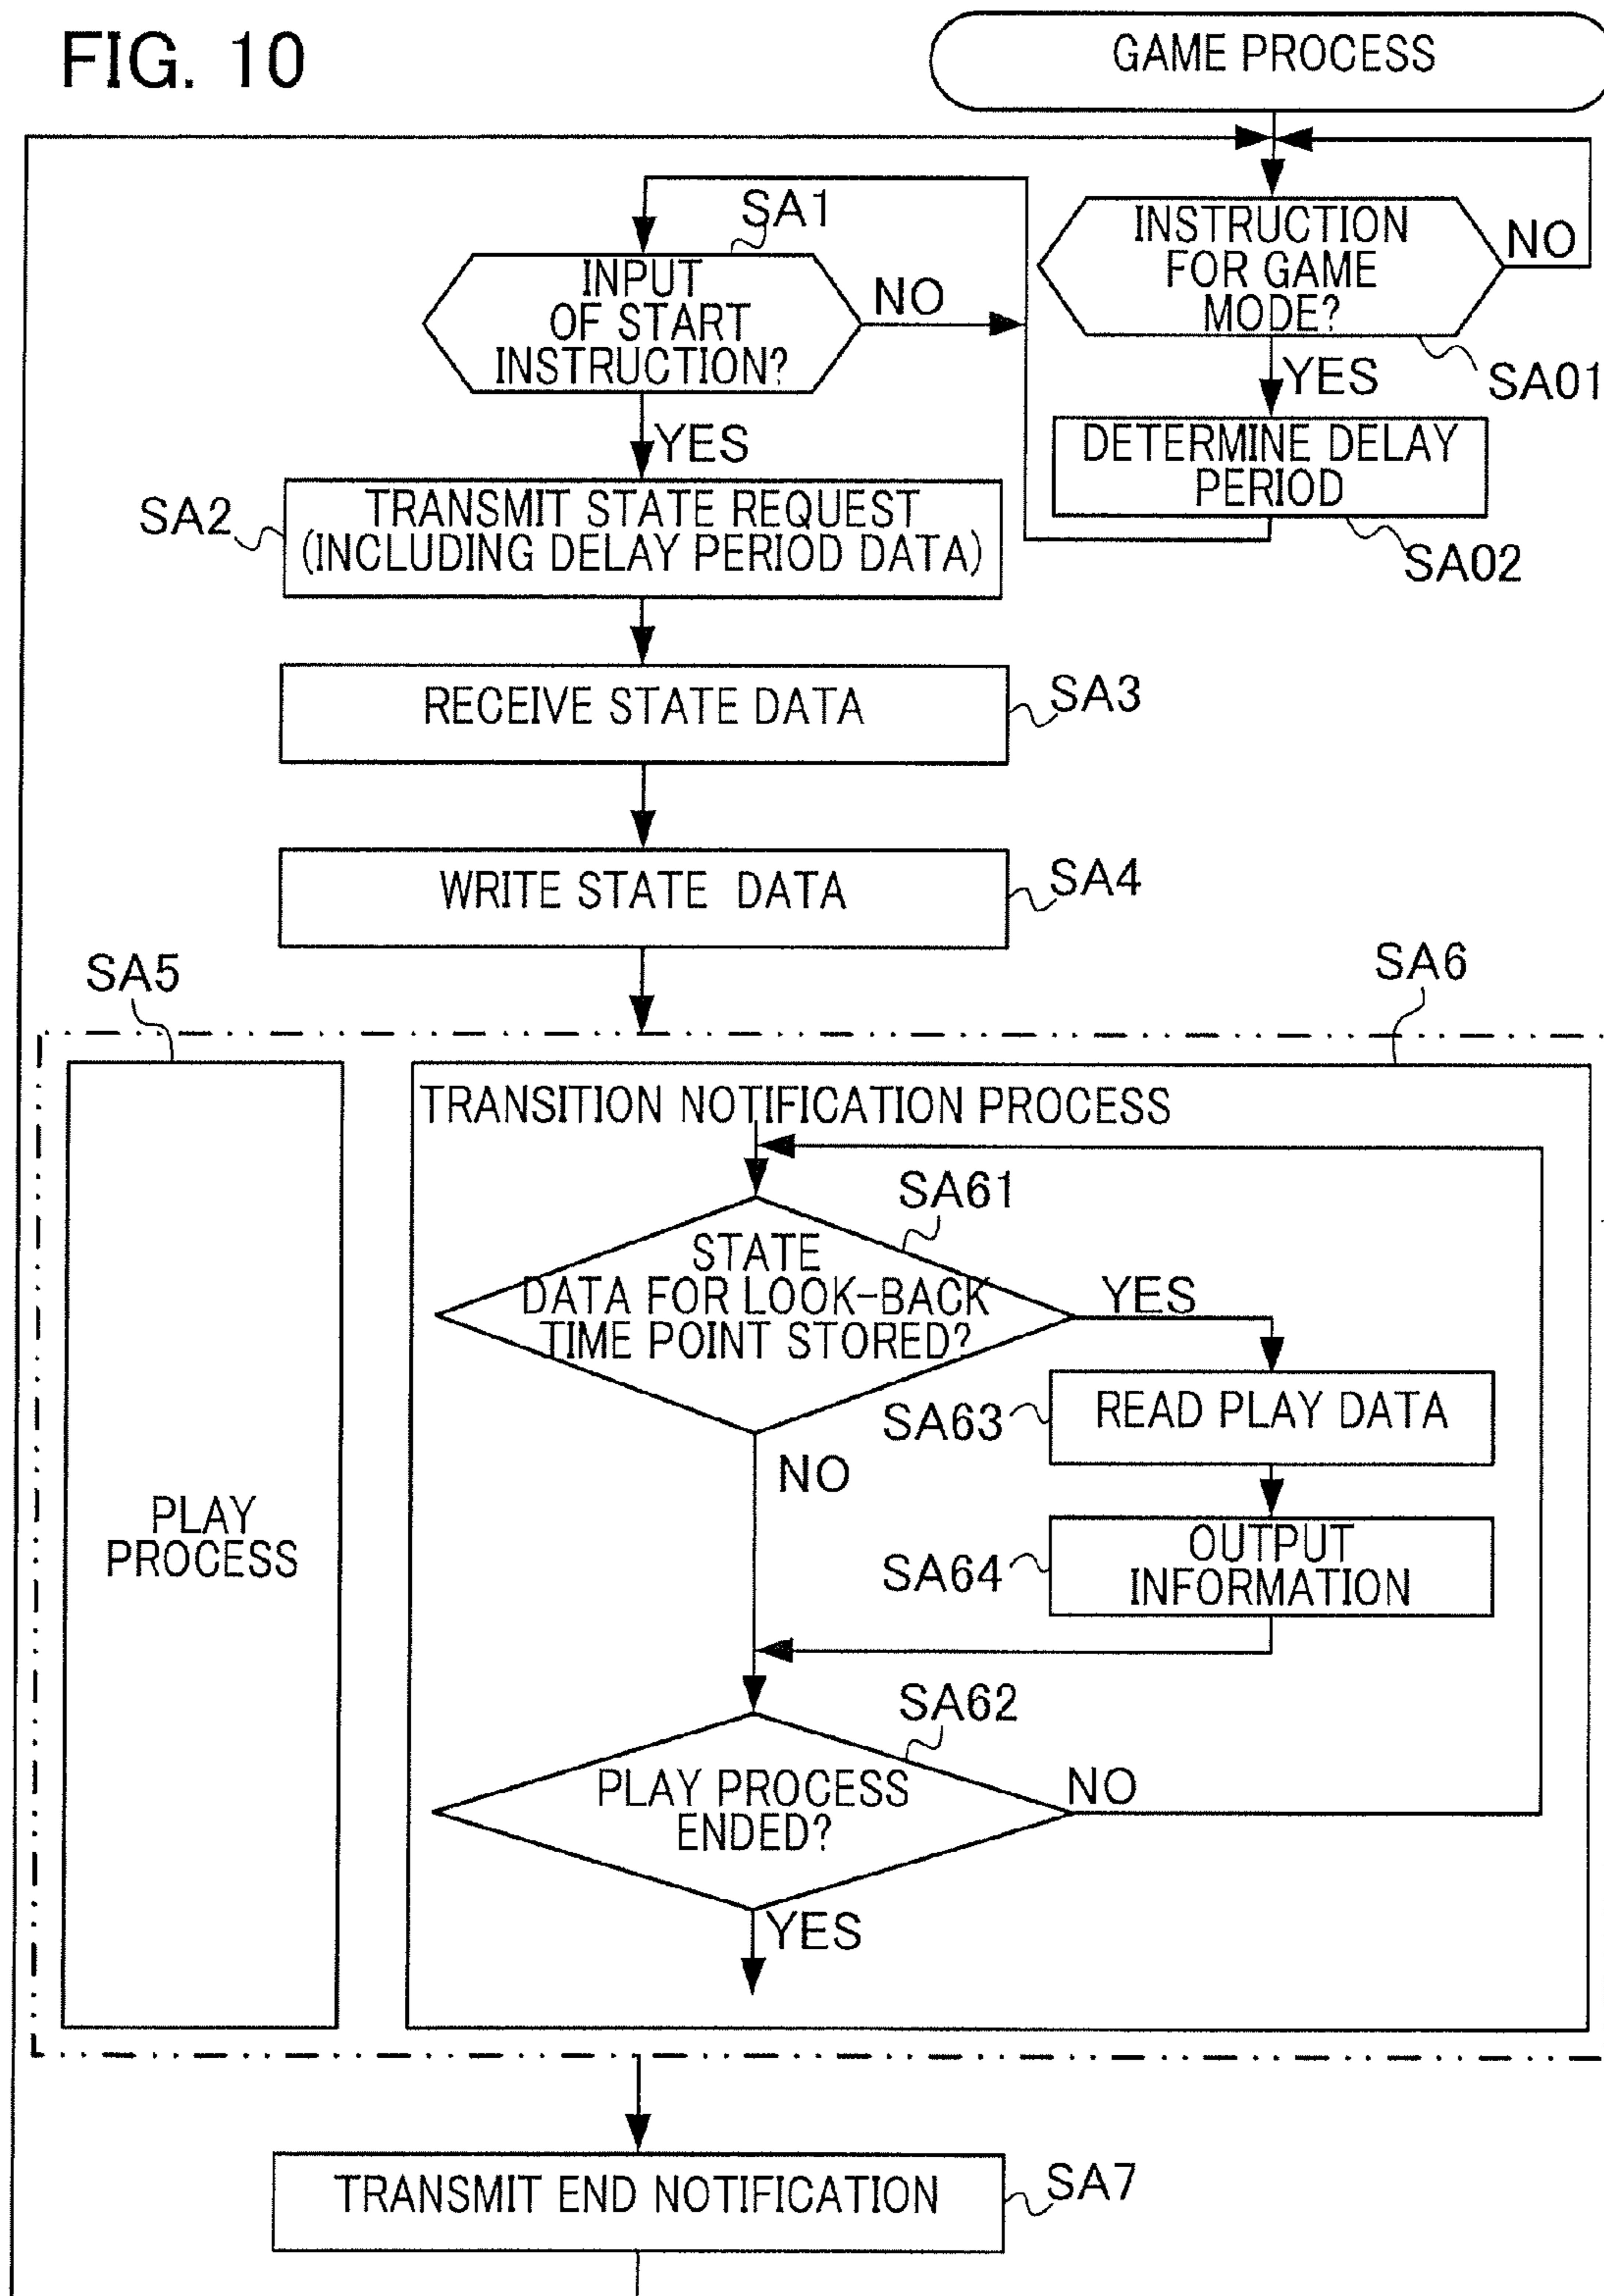 FIG. 10
GAME PROCESS
INSTRUCTION
FOR GAME
MODE?
NO
SA01
YES
DETERMINE DELAY
PERIOD
SA02
SA1
INPUT
OF START
INSTRUCTION?
NO
YES
SA2
TRANSMIT STATE REQUEST
(INCLUDING DELAY PERIOD DATA)
RECEIVE STATE DATA
SA3
WRITE STATE DATA
SA4
SA5
SA6
PLAY
PROCESS
TRANSITION NOTIFICATION PROCESS
SA61
STATE
DATA FOR LOOK-BACK
TIME POINT STORED?
YES
NO
SA63
READ PLAY DATA
SA64
OUTPUT
INFORMATION
SA62
PLAY PROCESS
ENDED?
NO
YES
TRANSMIT END NOTIFICATION
SA7